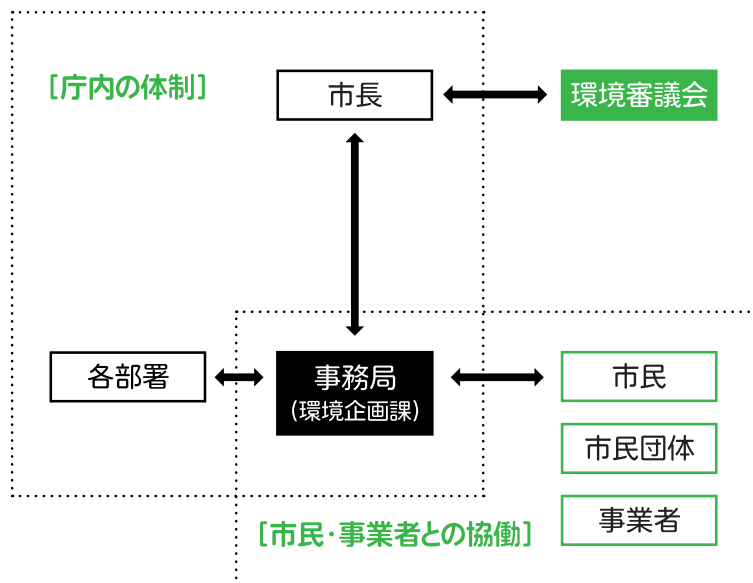 ［庁内の体制］
市長
環境審議会
各部署
事務局
（環境企画課）
市民
市民団体
事業者
［市民・事業者との協働］